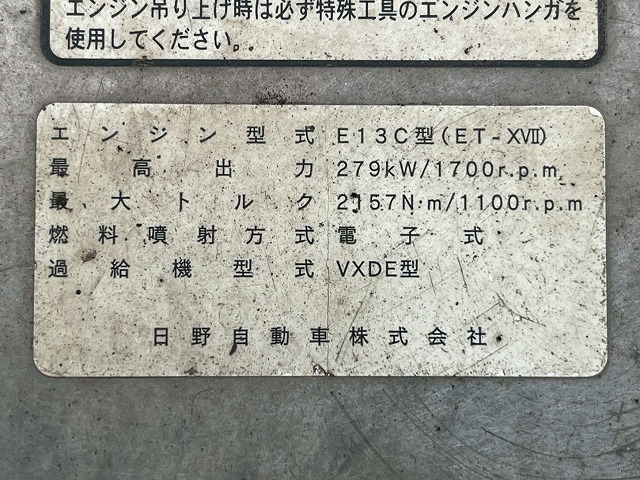 エンジン吊り上げ時は必ず特殊工具のエンジンハンガを
使用してください。
エンジン型式 E13C型(ET-XVII)
最高出力 279kW/1700r.p.m
最大トルク 2157N·m/1100r.p.m
燃料噴射方式 電子式
過給機型式 VXDE型
日野自動車株式会社